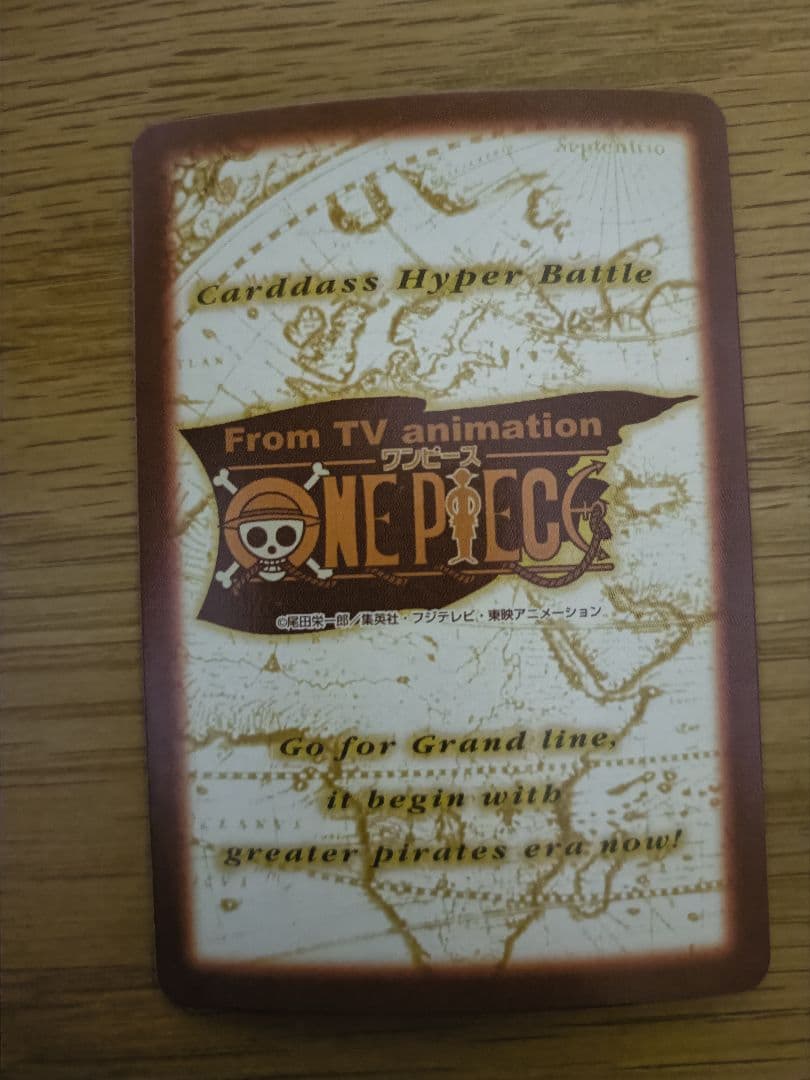 Septentrio
Carddass Hyper Battle
From TV animation
ワンピース
ONE PIECE
©尾田栄一郎／集英社・フジテレビ・東映アニメーション
Go for Grand line,
it begin with
greater pirates era now!